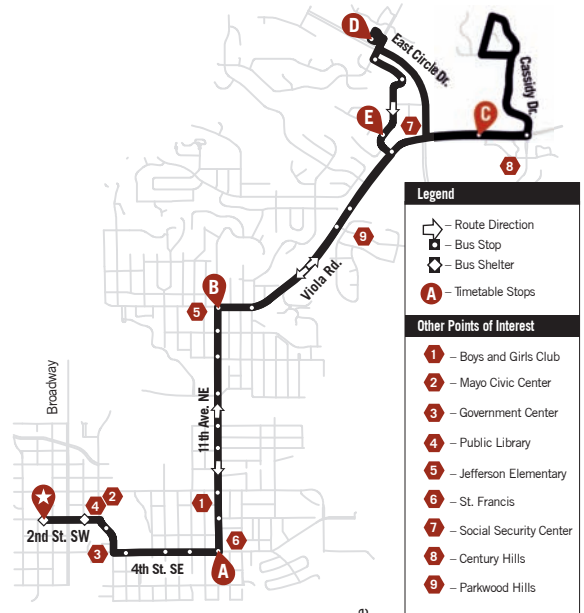 D
East Circle Dr.
Cassidy Dr.
E
7
C
8
9
Viola Rd.
B
5
11th Ave. NE
Broadway
1
2
4
2nd St. SW
3
4th St. SE
6
A
Legend
– Route Direction
– Bus Stop
– Bus Shelter
A – Timetable Stops
Other Points of Interest
1 – Boys and Girls Club
2 – Mayo Civic Center
3 – Government Center
4 – Public Library
5 – Jefferson Elementary
6 – St. Francis
7 – Social Security Center
8 – Century Hills
9 – Parkwood Hills